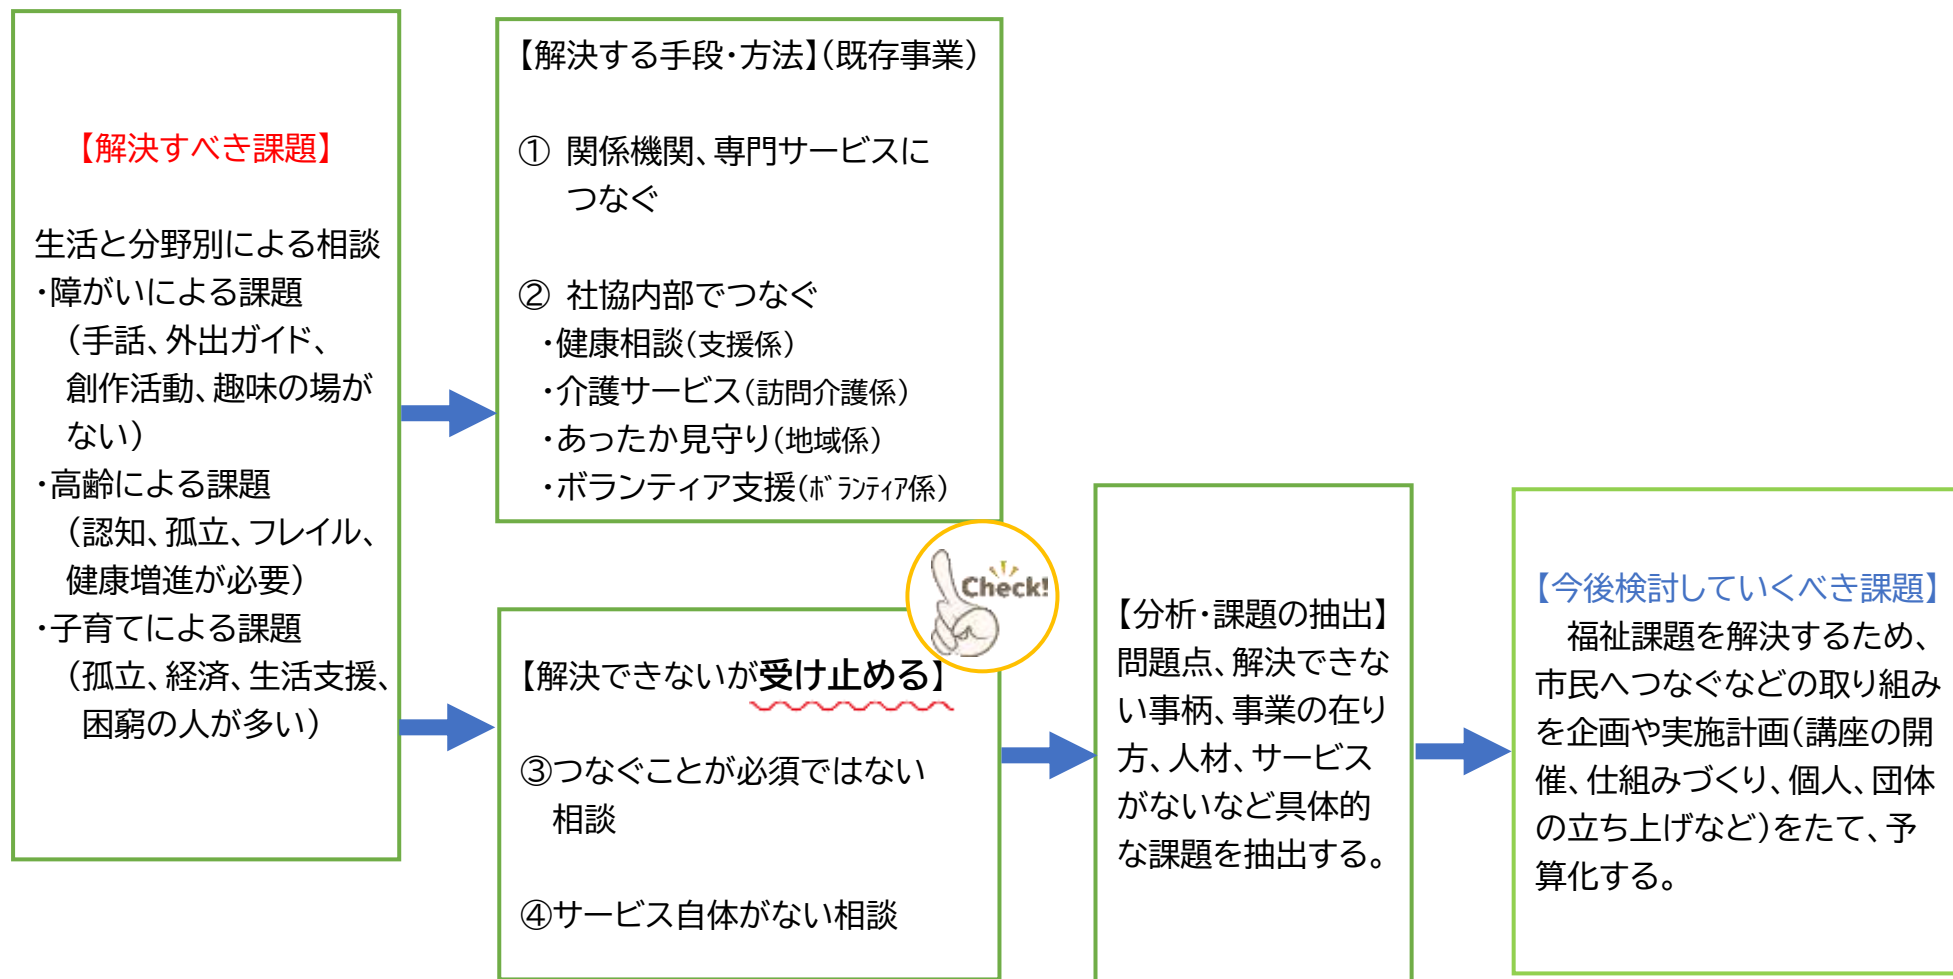 【解決すべき課題】
生活と分野別による相談
・障がいによる課題
（手話、外出ガイド、
創作活動、趣味の場が
ない）
・高齢による課題
（認知、孤立、フレイル、
健康増進が必要）
・子育てによる課題
（孤立、経済、生活支援、
困窮の人が多い）
【解決する手段・方法】（既存事業）
① 関係機関、専門サービスに
つなぐ
② 社協内部でつなぐ
・健康相談（支援係）
・介護サービス（訪問介護係）
・あったか見守り（地域係）
・ボランティア支援（ﾎﾞﾗﾝﾃｨｱ係）
Check!
【解決できないが受け止める】
③つなぐことが必須ではない
相談
④サービス自体がない相談
【分析・課題の抽出】
問題点、解決できな
い事柄、事業の在り
方、人材、サービス
がないなど具体的
な課題を抽出する。
【今後検討していくべき課題】
福祉課題を解決するため、
市民へつなぐなどの取り組み
を企画や実施計画（講座の開
催、仕組みづくり、個人、団体
の立ち上げなど）をたて、予
算化する。